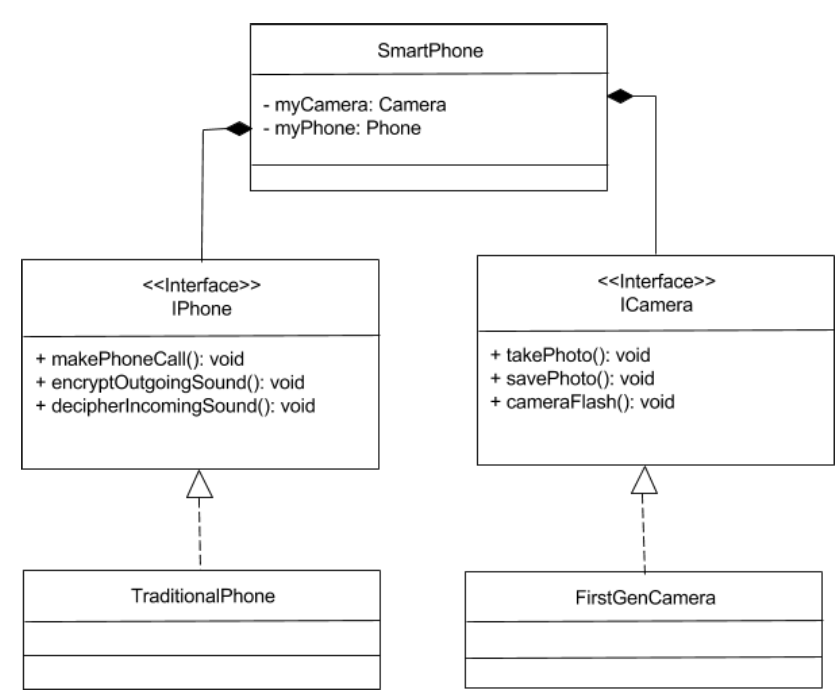 SmartPhone
- myCamera: Camera
- myPhone: Phone
<<Interface>>
IPhone
+ makePhoneCall(): void
+ encryptOutgoingSound(): void
+ decipherIncomingSound(): void
<<Interface>>
ICamera
+ takePhoto(): void
+ savePhoto(): void
+ cameraFlash(): void
TraditionalPhone
FirstGenCamera